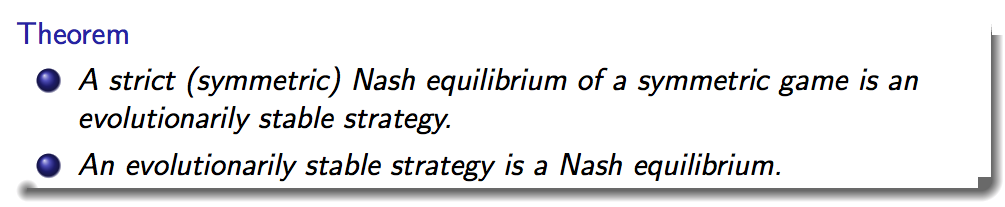 Theorem
A strict (symmetric) Nash equilibrium of a symmetric game is an
evolutionarily stable strategy.
An evolutionarily stable strategy is a Nash equilibrium.